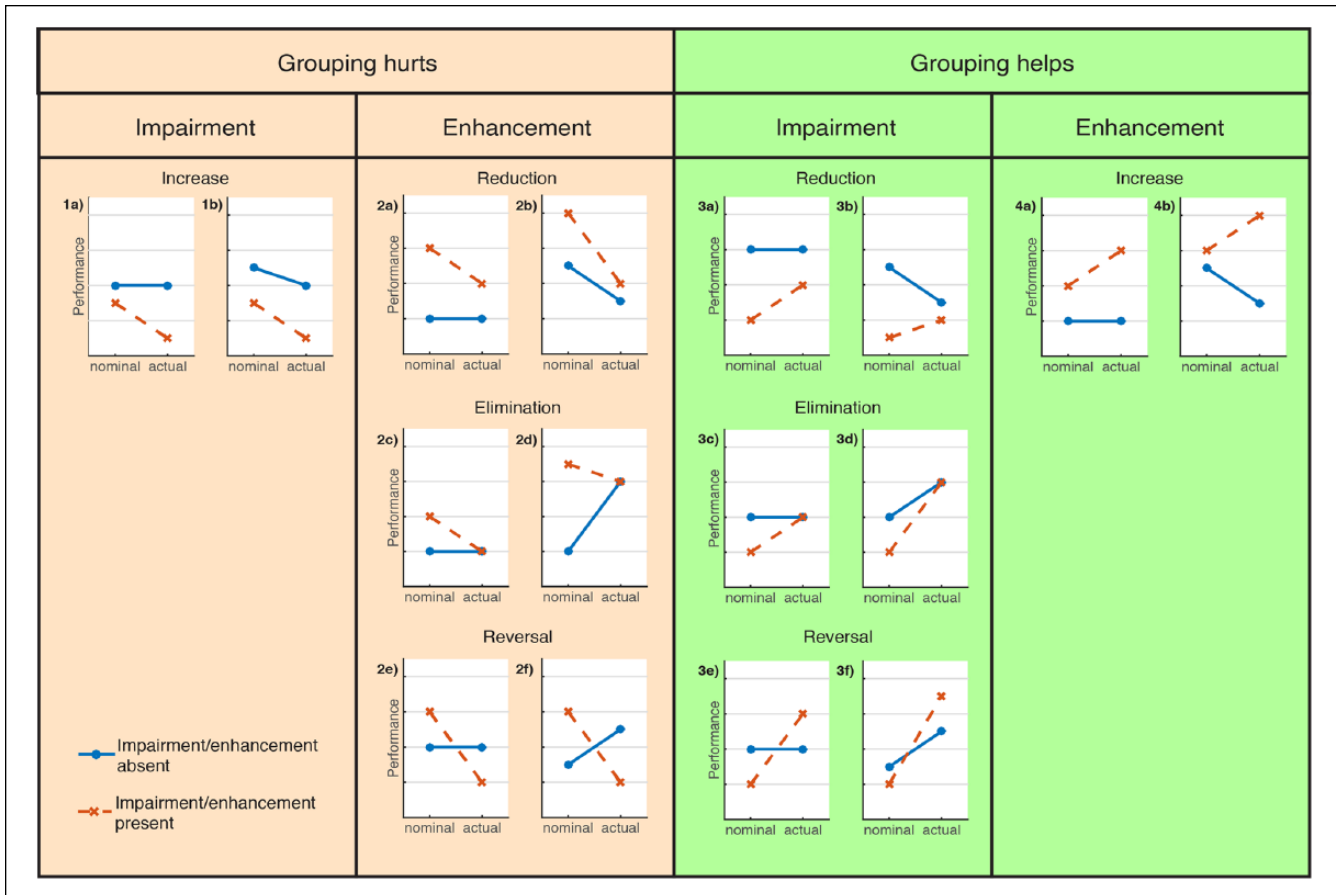 Grouping hurts
Grouping helps
Impairment
Enhancement
Impairment
Enhancement
Increase
Reduction
Reduction
Increase
1a)
1b)
2a)
2b)
3a)
3b)
4a)
4b)
Performance
Performance
Performance
Performance
nominal actual
nominal actual
nominal actual
nominal actual
nominal actual
nominal actual
nominal actual
nominal actual
Elimination
Elimination
2c)
2d)
3c)
3d)
Performance
Performance
nominal actual
nominal actual
nominal actual
nominal actual
Reversal
Reversal
2e)
2f)
3e)
3f)
Performance
Performance
nominal actual
nominal actual
nominal actual
nominal actual
Impairment/enhancement
absent
Impairment/enhancement
present